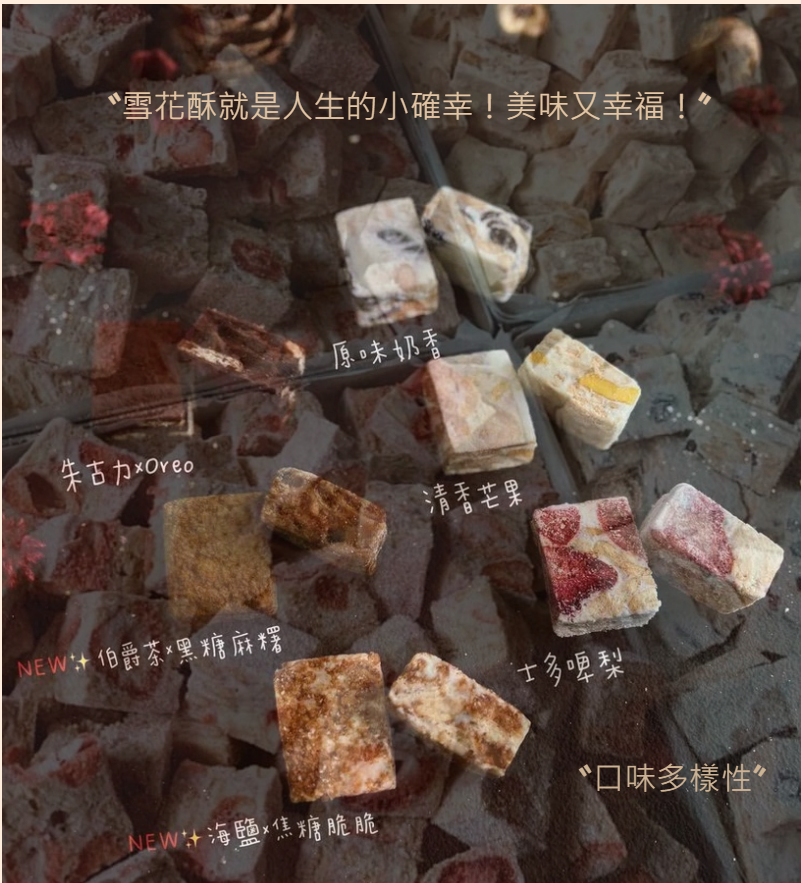 〝雪花酥就是人生的小確幸！美味又幸福！〞
原味奶香
朱古力×Oreo
清香芒果
NEW✨伯爵茶×黑糖麻糬
士多啤梨
〝口味多樣性〞
NEW✨海鹽×焦糖脆脆